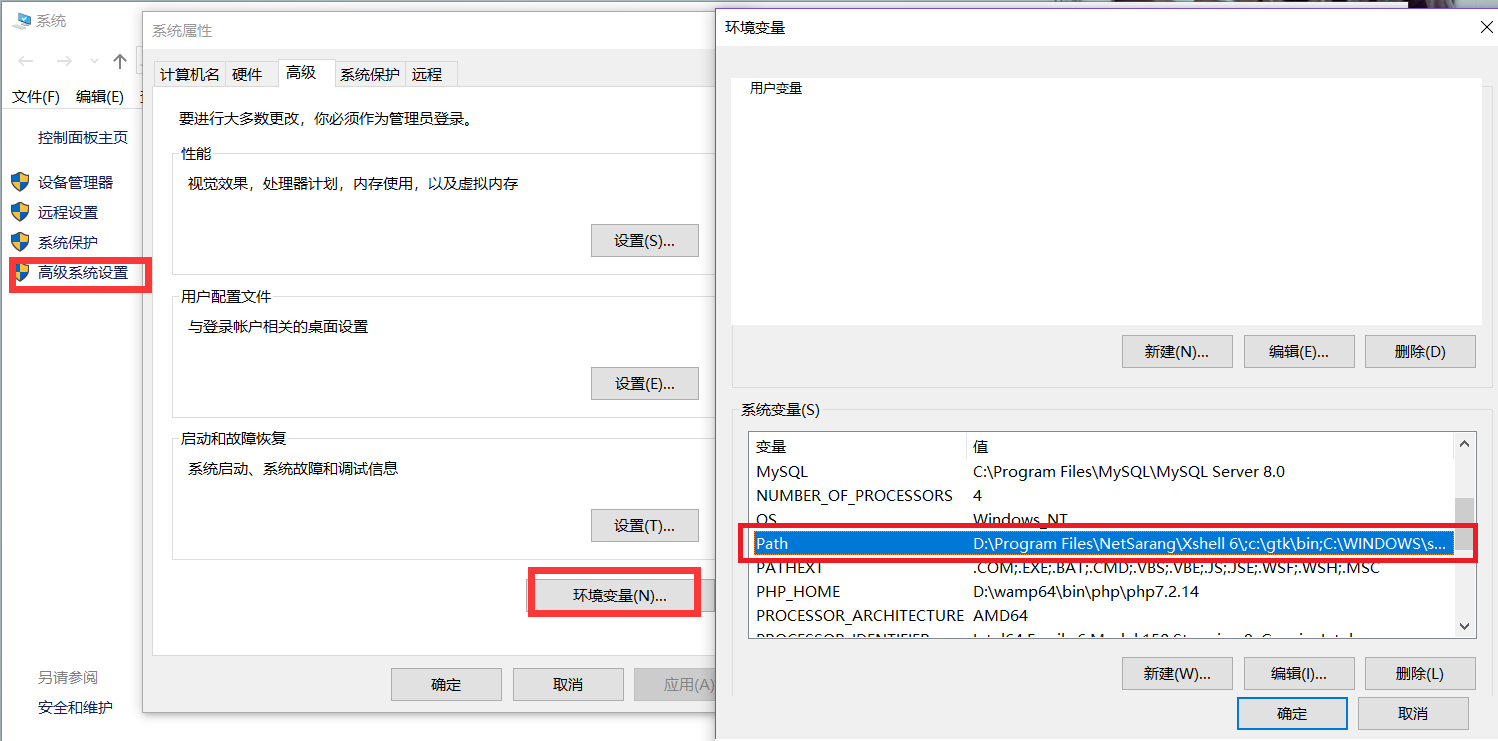 系统
文件(F) 编辑(E)
控制面板主页
设备管理器
远程设置
系统保护
高级系统设置
另请参阅
安全和维护
系统属性
计算机名 硬件 高级 系统保护 远程
要进行大多数更改，你必须作为管理员登录。
性能
视觉效果，处理器计划，内存使用，以及虚拟内存
设置(S)...
用户配置文件
与登录帐户相关的桌面设置
设置(E)...
启动和故障恢复
系统启动、系统故障和调试信息
设置(T)...
环境变量(N)...
确定 取消 应用(A)
环境变量
用户变量
新建(N)... 编辑(E)... 删除(D)
系统变量(S)
变量 值
MySQL C:\Program Files\MySQL\MySQL Server 8.0
NUMBER_OF_PROCESSORS 4
OS Windows_NT
Path D:\Program Files\NetSarang\Xshell 6\;c:\gtk\bin;C:\WINDOWS\s...
PATHEXT .COM;.EXE;.BAT;.CMD;.VBS;.VBE;.JS;.JSE;.WSF;.WSH;.MSC
PHP_HOME D:\wamp64\bin\php\php7.2.14
PROCESSOR_ARCHITECTURE AMD64
PROCESSOR_IDENTIFIER Intel64 Family 6 Model 158 Stepping 9, GenuineIntel
新建(W)... 编辑(I)... 删除(L)
确定 取消